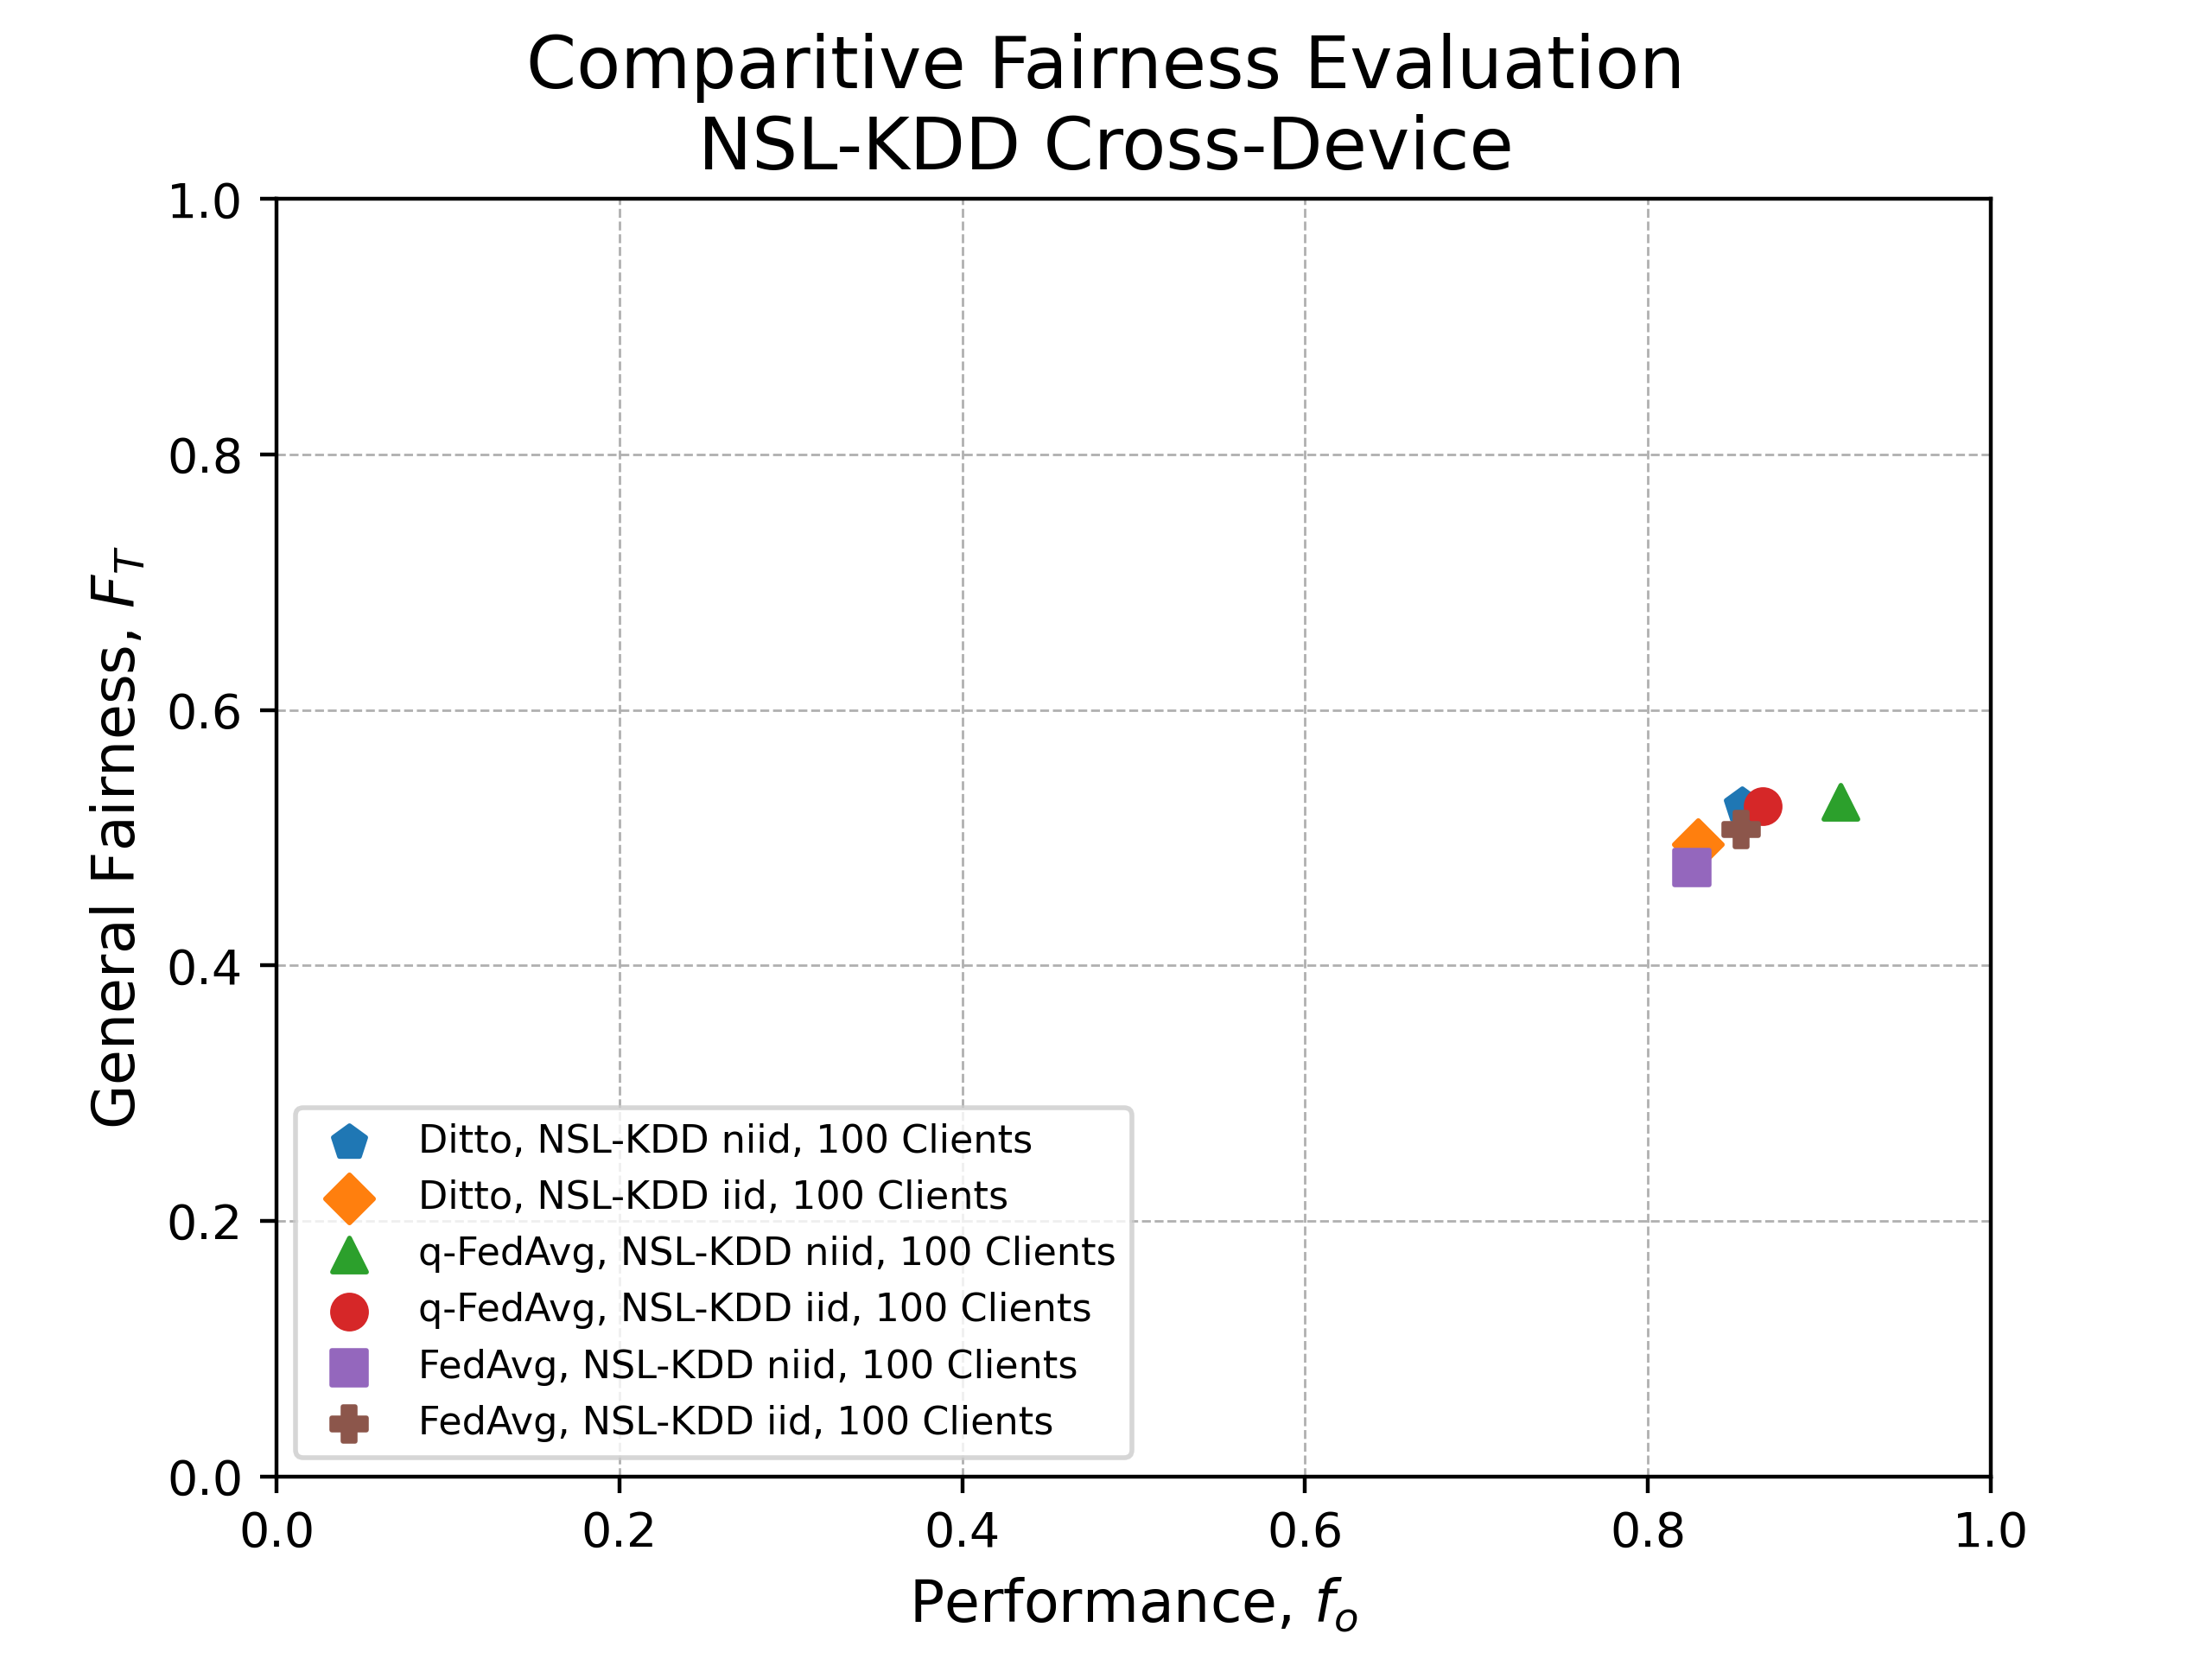 Comparitive Fairness Evaluation
NSL-KDD Cross-Device
1.0
0.8
0.6
0.4
0.2
0.0
General Fairness, F_T
Ditto, NSL-KDD niid, 100 Clients
Ditto, NSL-KDD iid, 100 Clients
q-FedAvg, NSL-KDD niid, 100 Clients
q-FedAvg, NSL-KDD iid, 100 Clients
FedAvg, NSL-KDD niid, 100 Clients
FedAvg, NSL-KDD iid, 100 Clients
0.0 0.2 0.4 0.6 0.8 1.0
Performance, f_o